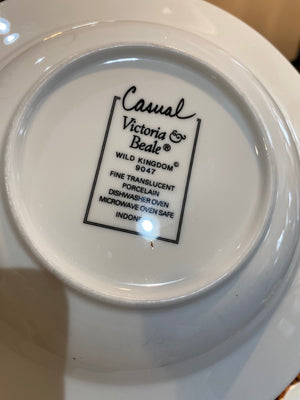 Casual
Victoria &
Beale®
WILD KINGDOM©
9047
FINE TRANSLUCENT
PORCELAIN
DISHWASHER OVEN
MICROWAVE OVEN SAFE